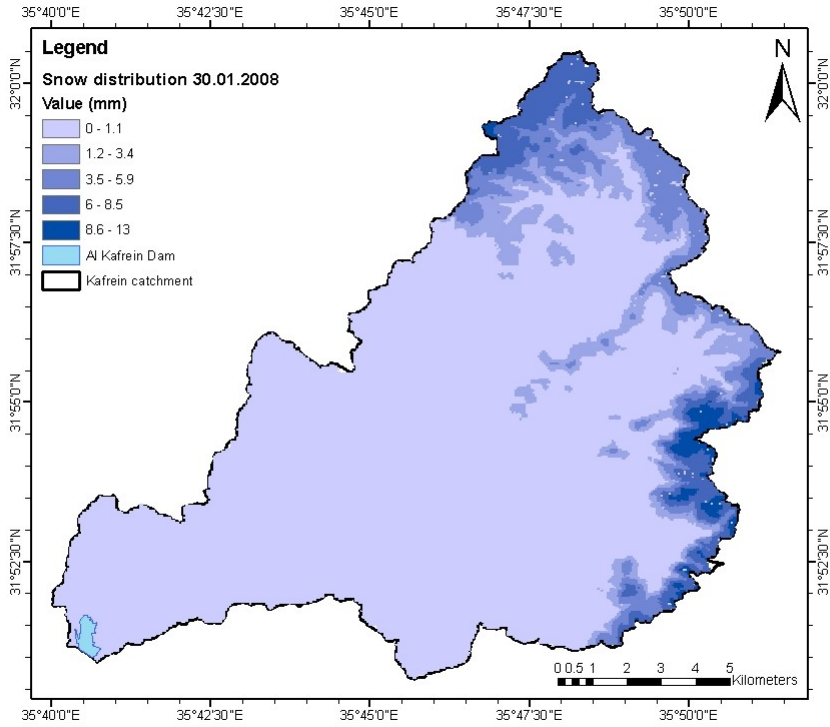 35°40'0"E 35°42'30"E 35°45'0"E 35°47'30"E 35°50'0"E
Legend
Snow distribution 30.01.2008
Value (mm)
0 - 1.1
1.2 - 3.4
3.5 - 5.9
6 - 8.5
8.6 - 13
Al Kafrein Dam
Kafrein catchment
N
32°0'0"N
31°57'30"N
31°55'0"N
31°52'30"N
32°0'0"N
31°57'30"N
31°55'0"N
31°52'30"N
0 0.5 1 2 3 4 5
Kilometers
35°40'0"E 35°42'30"E 35°45'0"E 35°47'30"E 35°50'0"E